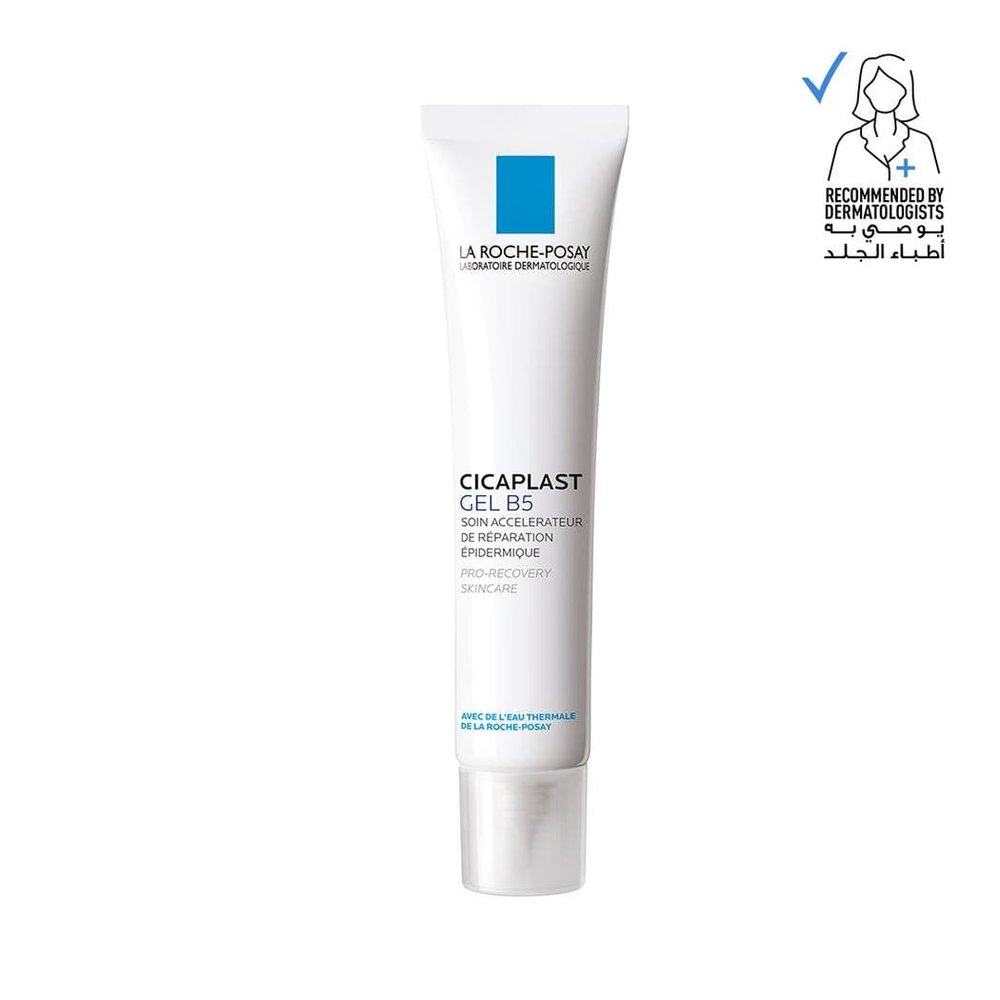 LA ROCHE-POSAY
LABORATOIRE DERMATOLOGIQUE
CICAPLAST
GEL B5
SOIN ACCELERATEUR
DE RÉPARATION
ÉPIDERMIQUE
PRO-RECOVERY
SKINCARE
AVEC DE L'EAU THERMALE
DE LA ROCHE-POSAY
RECOMMENDED BY
DERMATOLOGISTS
يوصي به
أطباء الجلد